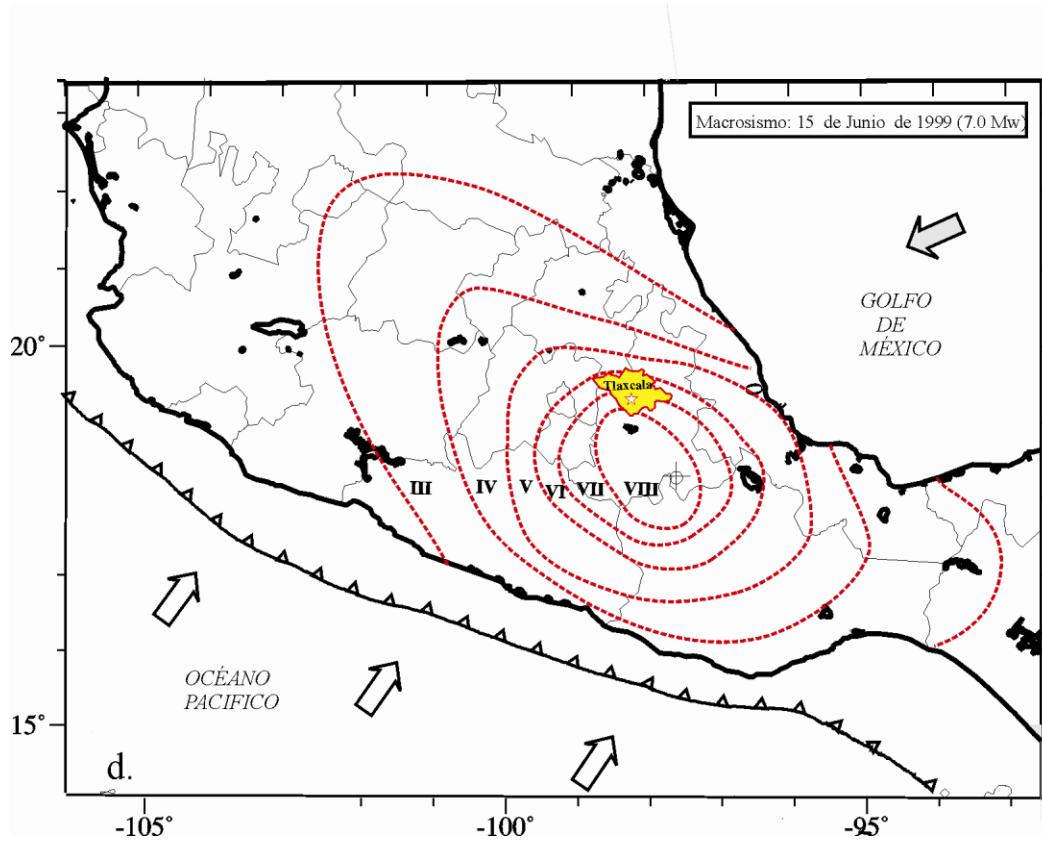 Macrosismo: 15 de Junio de 1999 (7.0 Mw)
GOLFO
DE
MÉXICO
20°
Tlaxcala
III
IV
V
VI
VII
VIII
OCÉANO
PACIFICO
15°
d.
-105°
-100°
-95°